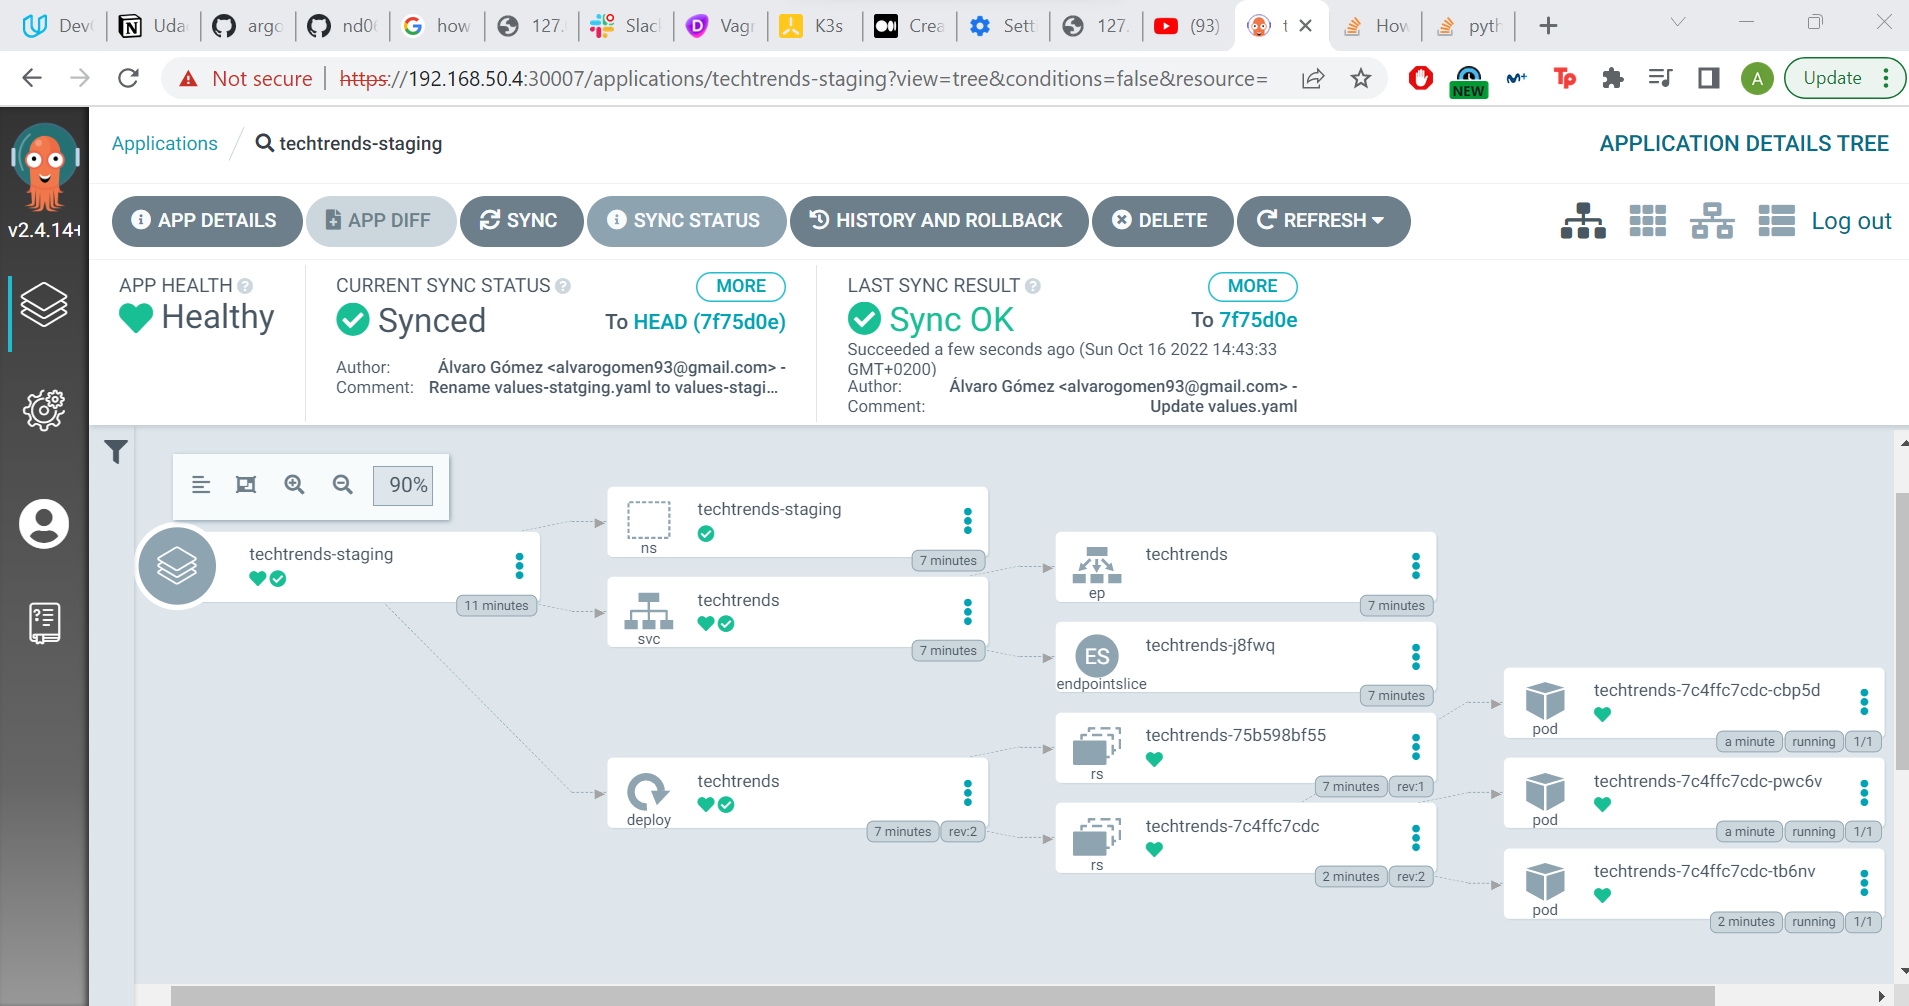 Dev
Uda
argo
nd0
how
127.
Slac
Vagr
K3s
Crea
Sett
127.
(93)
t
How
pyth
Not secure
https://192.168.50.4:30007/applications/techtrends-staging?view=tree&conditions=false&resource=
NEW
M+
Tp
A
Update
v2.4.14+
Applications / techtrends-staging
APPLICATION DETAILS TREE
APP DETAILS
APP DIFF
SYNC
SYNC STATUS
HISTORY AND ROLLBACK
DELETE
REFRESH
Log out
APP HEALTH
Healthy
CURRENT SYNC STATUS
MORE
Synced
To HEAD (7f75d0e)
Author: Álvaro Gómez <alvarogomen93@gmail.com> -
Comment: Rename values-statging.yaml to values-stagi...
LAST SYNC RESULT
MORE
Sync OK
To 7f75d0e
Succeeded a few seconds ago (Sun Oct 16 2022 14:43:33
GMT+0200)
Author: Álvaro Gómez <alvarogomen93@gmail.com> -
Comment: Update values.yaml
90%
techtrends-staging
11 minutes
ns
techtrends-staging
7 minutes
svc
techtrends
7 minutes
deploy
techtrends
7 minutes
rev:2
ep
techtrends
7 minutes
ES
endpointslice
techtrends-j8fwq
7 minutes
rs
techtrends-75b598bf55
7 minutes
rev:1
rs
techtrends-7c4ffc7cdc
2 minutes
rev:2
pod
techtrends-7c4ffc7cdc-cbp5d
a minute
running
1/1
pod
techtrends-7c4ffc7cdc-pwc6v
a minute
running
1/1
pod
techtrends-7c4ffc7cdc-tb6nv
2 minutes
running
1/1